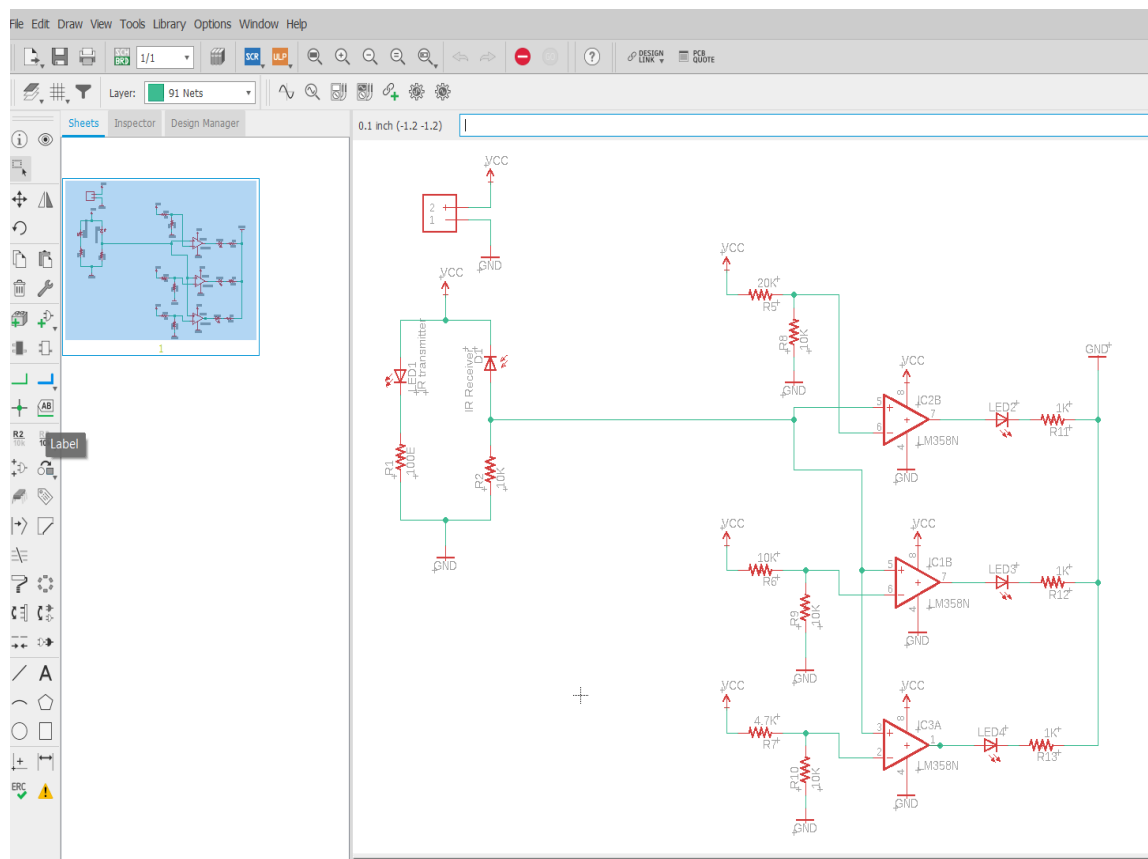 File Edit Draw View Tools Library Options Window Help
1/1 SCR ULP DESIGN LINK PCB QUOTE
Layer: 91 Nets
Sheets Inspector Design Manager
0.1 inch (-1.2 -1.2)
1
Label
R2
10k
ERC
VCC
2
1
GND
VCC
LED1
IR transmitter
IR Receiver
D1
R1
100E
R2
10K
GND
VCC
20K
R5
R8
10K
GND
VCC
5
6
8
4
7
IC2B
LM358N
GND
LED2
1K
R11
GND
VCC
10K
R6
R9
10K
GND
VCC
5
6
8
4
7
IC1B
LM358N
GND
LED3
1K
R12
VCC
4.7K
R7
R10
10K
GND
VCC
3
2
8
4
1
IC3A
LM358N
GND
LED4
1K
R13